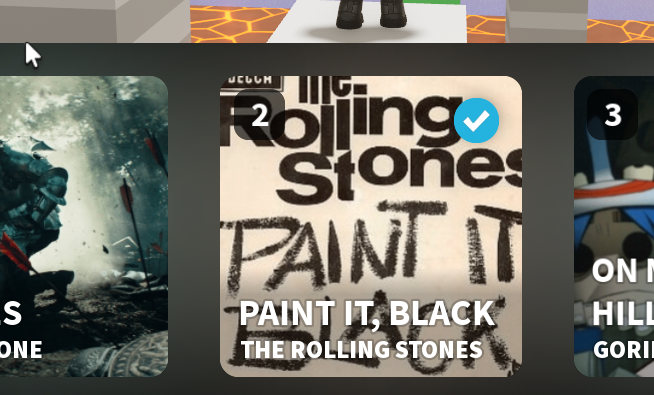 S
ONE
DECCA
2
The
Rolling
Stones
PAINT IT
BLACK
PAINT IT, BLACK
THE ROLLING STONES
3
ON M
HILL
GORI